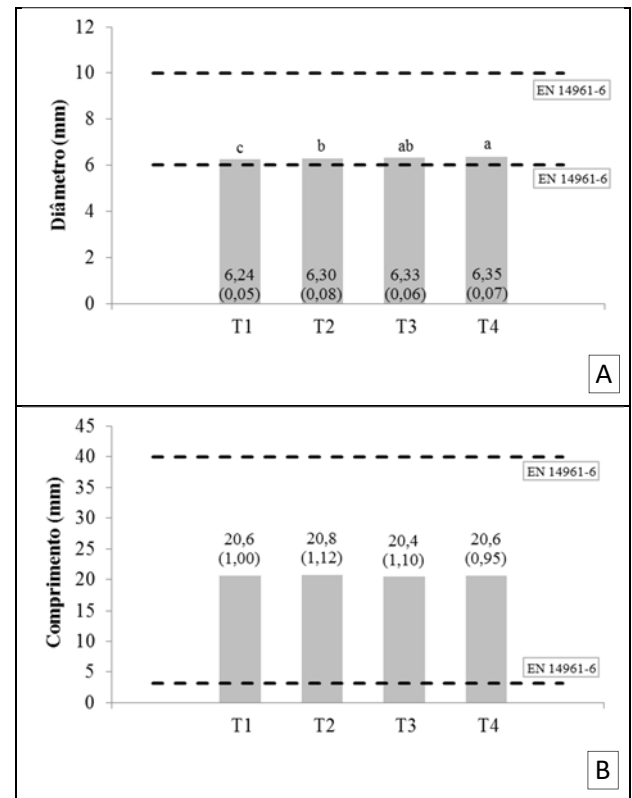 12
10
EN 14961-6
8
c b ab a
6
EN 14961-6
Diâmetro (mm)
4
2
6,24 6,30 6,33 6,35
(0,05) (0,08) (0,06) (0,07)
0
T1 T2 T3 T4
A
45
40
EN 14961-6
35
30
20,6 20,8 20,4 20,6
(1,00) (1,12) (1,10) (0,95)
25
Comprimento (mm)
20
15
10
5
EN 14961-6
0
T1 T2 T3 T4
B